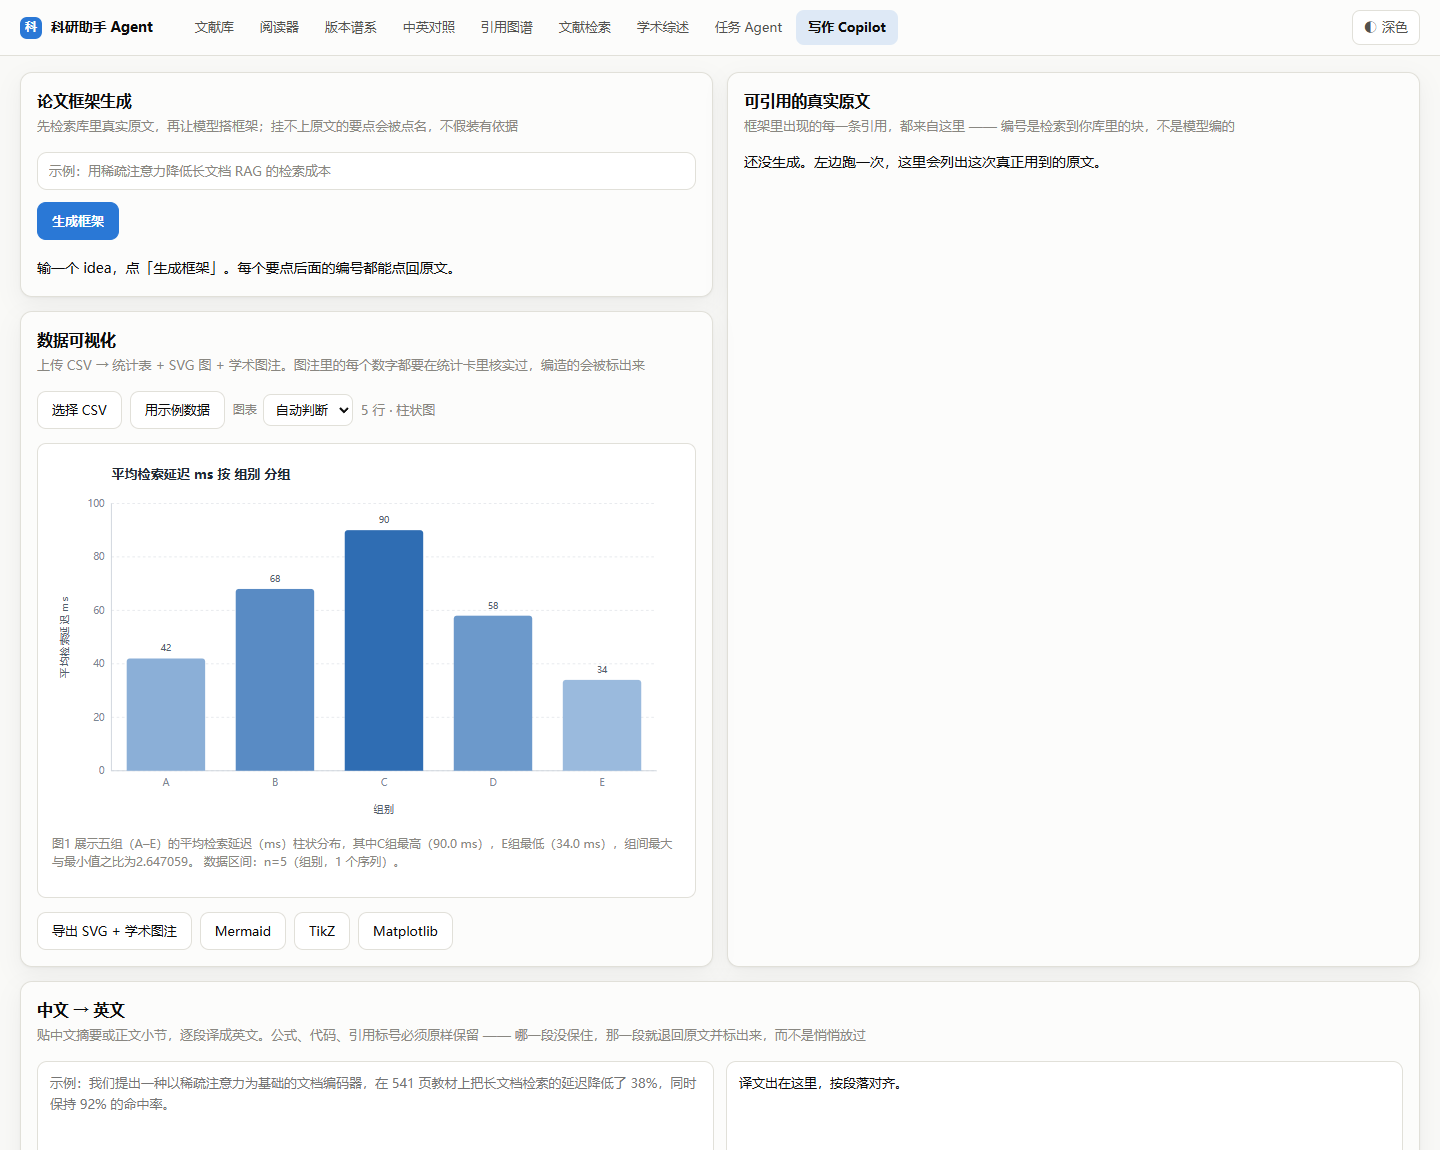 科 科研助手 Agent 文献库 阅读器 版本谱系 中英对照 引用图谱 文献检索 学术综述 任务 Agent 写作 Copilot 深色
论文框架生成
先检索库里真实原文，再让模型搭框架；挂不上原文的要点会被点名，不假装有依据
示例：用稀疏注意力降低长文档 RAG 的检索成本
生成框架
输一个 idea，点「生成框架」。每个要点后面的编号都能点回原文。
可引用的真实原文
框架里出现的每一条引用，都来自这里 —— 编号是检索到你库里的块，不是模型编的
还没生成。左边跑一次，这里会列出这次真正用到的原文。
数据可视化
上传 CSV → 统计表 + SVG 图 + 学术图注。图注里的每个数字都要在统计卡里核实过，编造的会被标出来
选择 CSV 用示例数据 图表 自动判断 5 行 · 柱状图
平均检索延迟 ms 按 组别 分组
平均检索延迟 ms
100
80
60
40
20
0
42
68
90
58
34
A B C D E
组别
图1 展示五组（A–E）的平均检索延迟（ms）柱状分布，其中C组最高（90.0 ms），E组最低（34.0 ms），组间最大
与最小值之比为2.647059。 数据区间：n=5（组别，1 个序列）。
导出 SVG + 学术图注 Mermaid TikZ Matplotlib
中文 → 英文
贴中文摘要或正文小节，逐段译成英文。公式、代码、引用标号必须原样保留 —— 哪一段没保住，那一段就退回原文并标出来，而不是悄悄放过
示例：我们提出一种以稀疏注意力为基础的文档编码器，在 541 页教材上把长文档检索的延迟降低了 38%，同时
保持 92% 的命中率。
译文出在这里，按段落对齐。